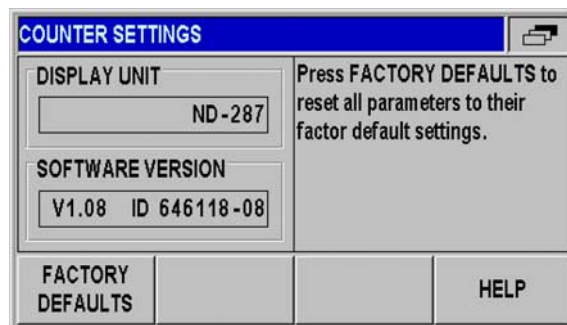 COUNTER SETTINGS
DISPLAY UNIT
ND-287
SOFTWARE VERSION
V1.08 ID 646118-08
Press FACTORY DEFAULTS to
reset all parameters to their
factor default settings.
FACTORY
DEFAULTS
HELP